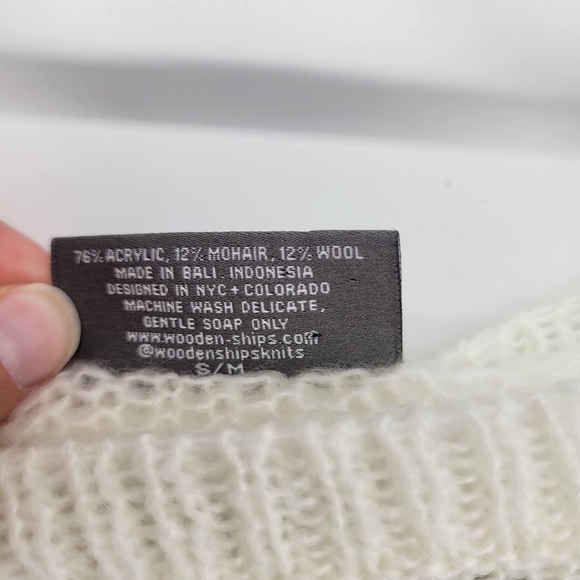 76% ACRYLIC, 12% MOHAIR, 12% WOOL
MADE IN BALI. INDONESIA
DESIGNED IN NYC + COLORADO
MACHINE WASH DELICATE,
GENTLE SOAP ONLY
www.wooden-ships.com
@woodenshipsknits
S/M